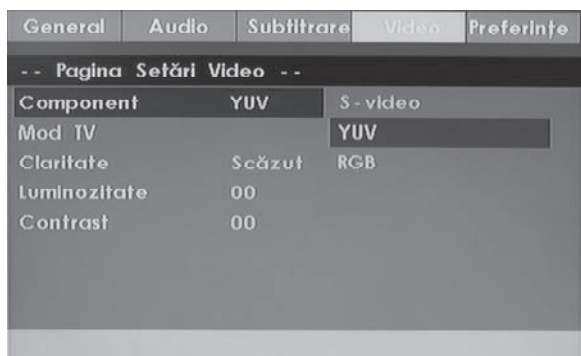 General Audio Subtitrare Video Preferințe
-- Pagina Setări Video --
Component YUV S-video
Mod TV YUV
Claritate Scăzut RGB
Luminozitate 00
Contrast 00